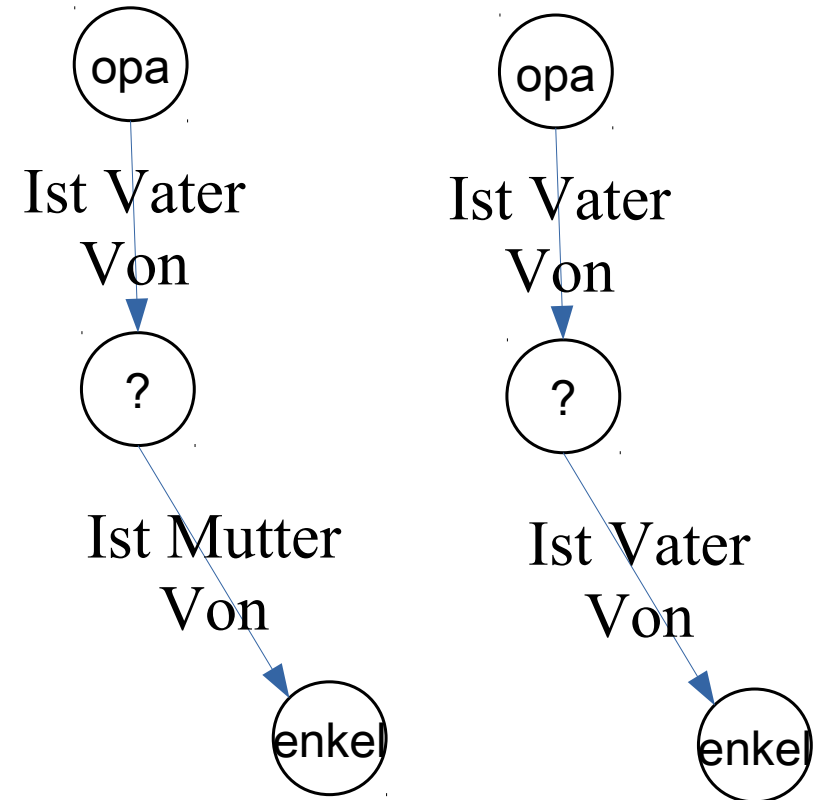 opa
Ist Vater
Von
?
Ist Mutter
Von
enkel
opa
Ist Vater
Von
?
Ist Vater
Von
enkel